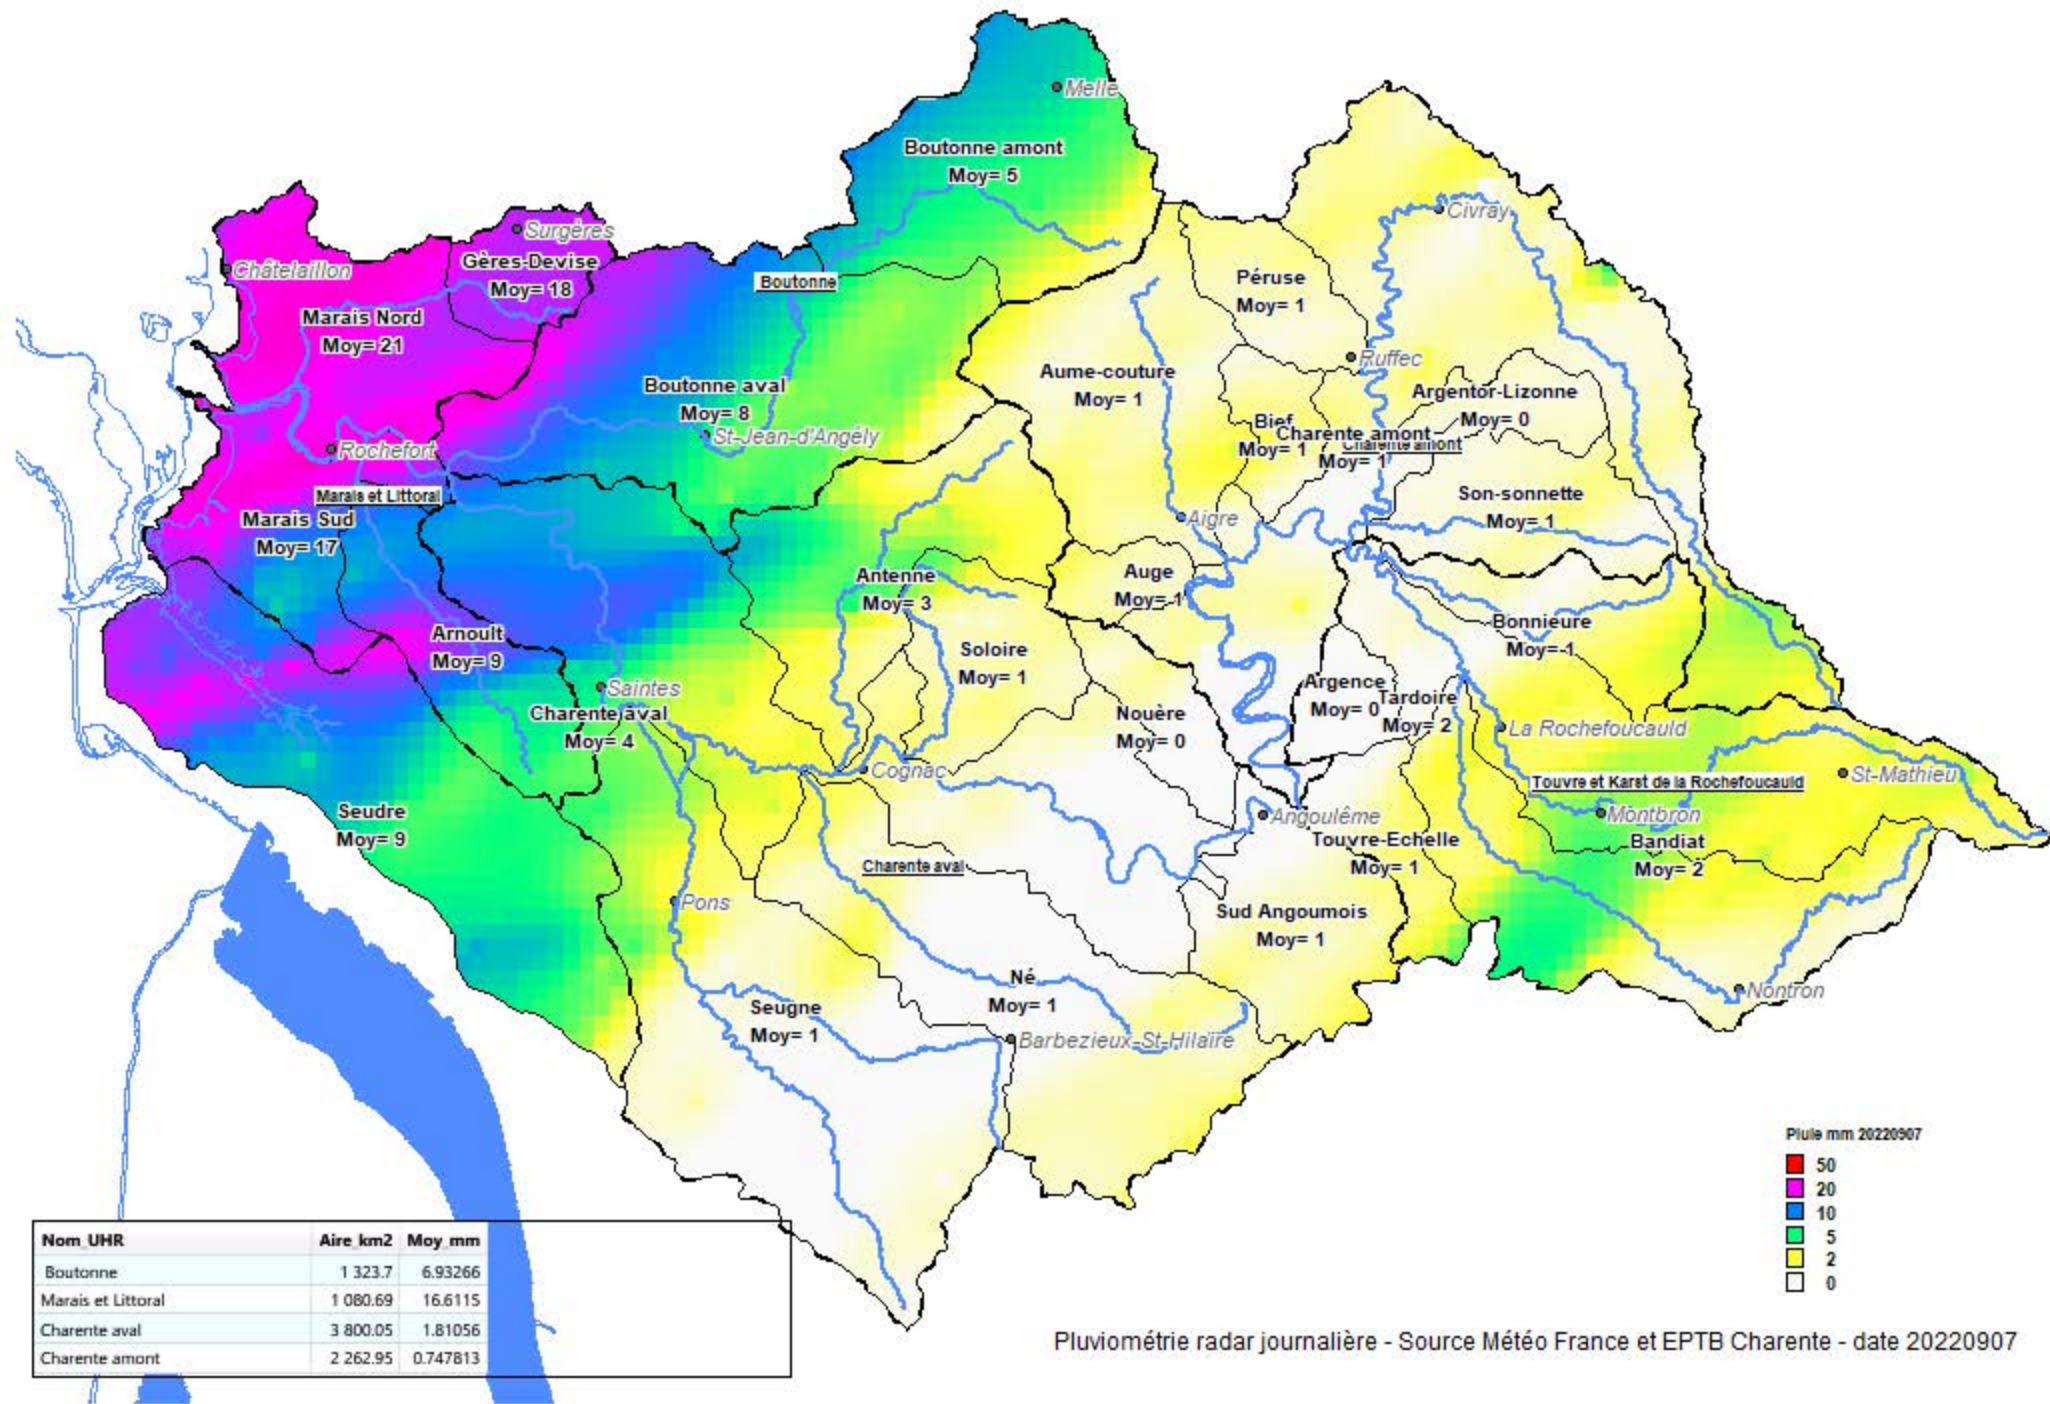 Melle
Boutonne amont
Moy= 5
Civray
Surgères
Châtelaillon
Gères-Devise
Moy= 18
Boutonne
Péruse
Moy= 1
Marais Nord
Moy= 21
Ruffec
Aume-couture
Moy= 1
Boutonne aval
Moy= 8
Argentor-Lizonne
Moy= 0
St-Jean-d'Angély
Bief
Moy= 1
Charente amont
Moy= 1
Charente amont
Rochefort
Marais et Littoral
Son-sonnette
Moy= 1
Marais Sud
Moy= 17
Aigre
Antenne
Moy= 3
Auge
Moy= 1
Arnoult
Moy= 9
Soloire
Moy= 1
Bonnieure
Moy= 1
Saintes
Argence
Moy= 0
Tardoire
Moy= 2
Charente aval
Moy= 4
Nouère
Moy= 0
La Rochefoucauld
Cognac
Touvre et Karst de la Rochefoucauld
St-Mathieu
Seudre
Moy= 9
Angoulême
Montbron
Touvre-Echelle
Moy= 1
Bandiat
Moy= 2
Charente aval
Pons
Sud Angoumois
Moy= 1
Né
Moy= 1
Nontron
Seugne
Moy= 1
Barbezieux-St-Hilaire
Pluie mm 20220907
50
20
10
5
2
0
Nom_UHR Aire_km2 Moy_mm
Boutonne 1 323.7 6.93266
Marais et Littoral 1 080.69 16.6115
Charente aval 3 800.05 1.81056
Charente amont 2 262.95 0.747813
Pluviométrie radar journalière - Source Météo France et EPTB Charente - date 20220907